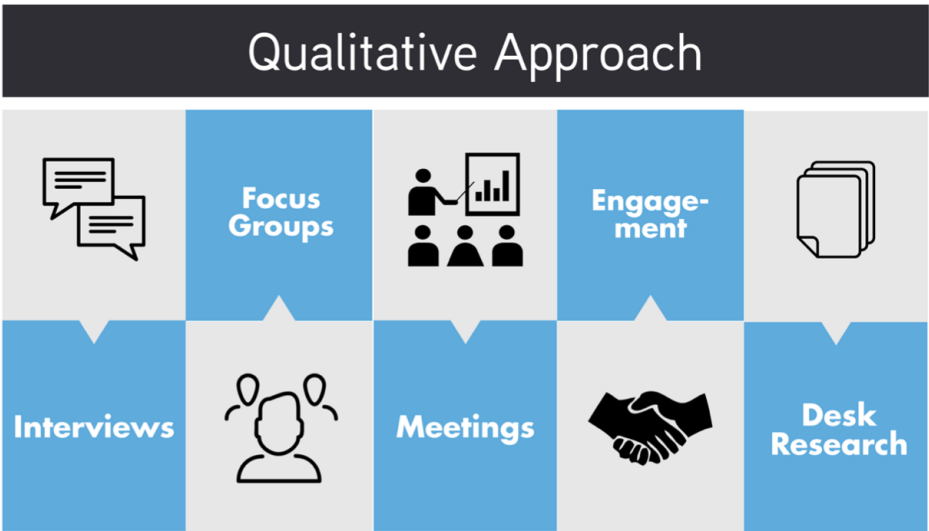 Qualitative Approach
Focus
Groups
Engage-
ment
Interviews
Meetings
Desk
Research